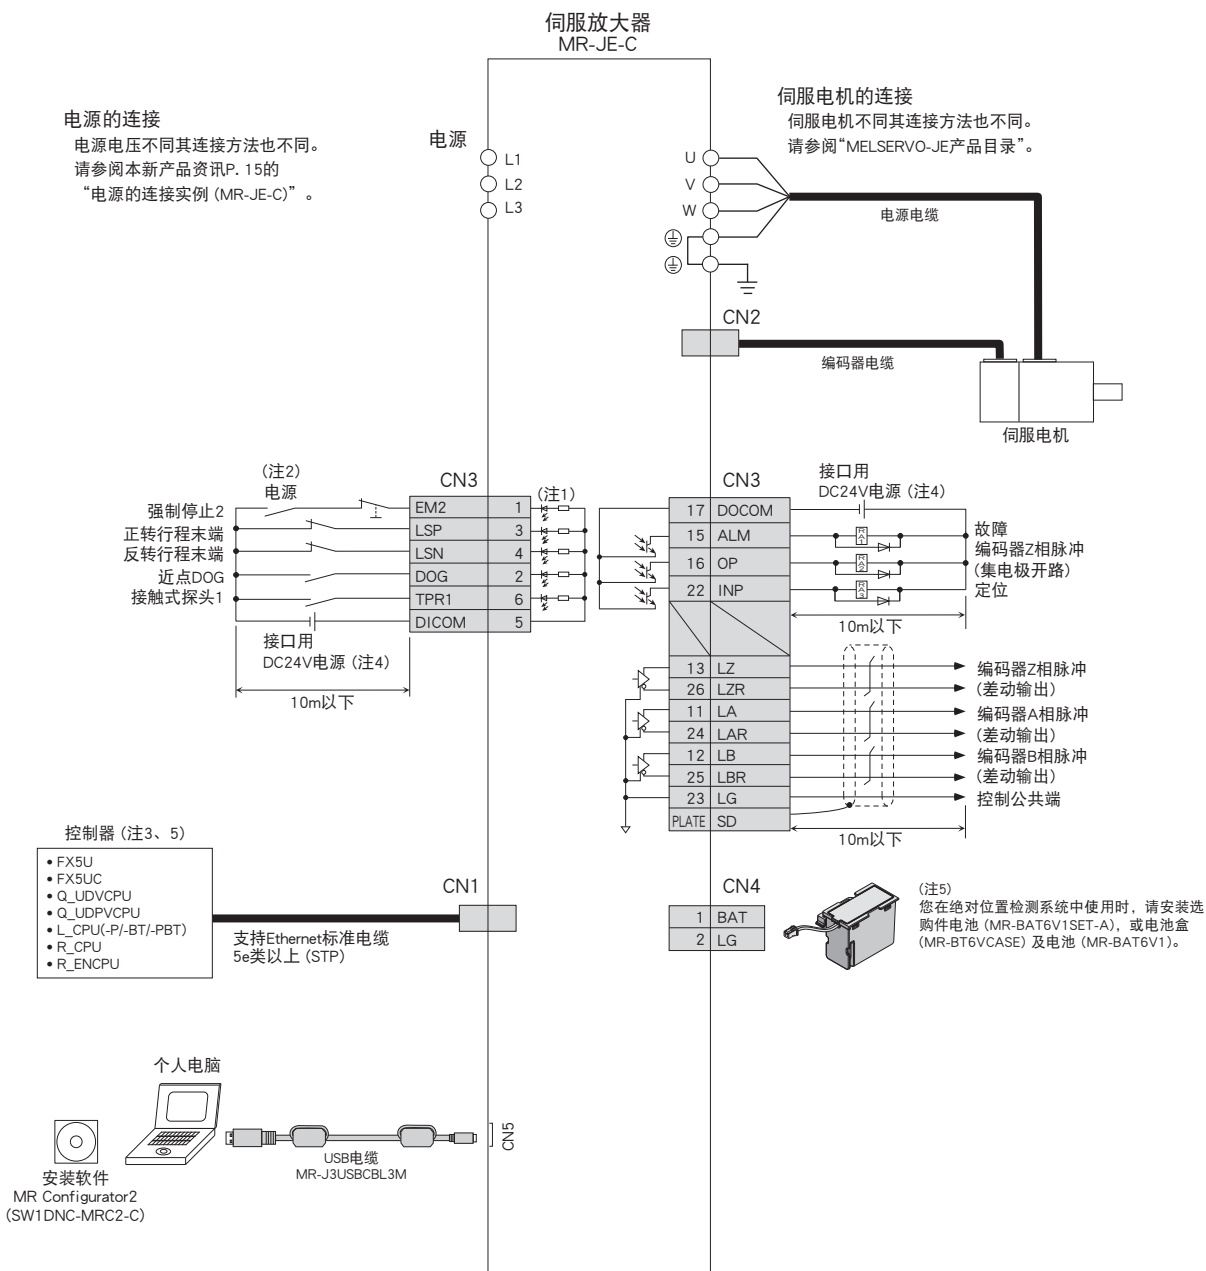 伺服放大器
MR-JE-C
电源的连接
电源电压不同其连接方法也不同。
请参阅本新产品资讯P. 15的
“电源的连接实例 (MR-JE-C)”。
电源
L1
L2
L3
伺服电机的连接
伺服电机不同其连接方法也不同。
请参阅“MELSERVO-JE产品目录”。
U
V
W
电源电缆
CN2
编码器电缆
伺服电机
(注2)
电源
CN3
(注1)
强制停止2
EM2 1
正转行程末端
LSP 3
反转行程末端
LSN 4
近点DOG
DOG 2
接触式探头1
TPR1 6
DICOM 5
接口用
DC24V电源 (注4)
10m以下
CN3
接口用
DC24V电源 (注4)
17 DOCOM
15 ALM
RA1
故障
16 OP
RA2
编码器Z相脉冲
(集电极开路)
22 INP
RA3
定位
10m以下
13 LZ
编码器Z相脉冲
26 LZR
(差动输出)
11 LA
编码器A相脉冲
24 LAR
(差动输出)
12 LB
编码器B相脉冲
25 LBR
(差动输出)
23 LG
控制公共端
PLATE SD
10m以下
控制器 (注3、5)
• FX5U
• FX5UC
• Q_UDVCPU
• Q_UDPVCPU
• L_CPU(-P/-BT/-PBT)
• R_CPU
• R_ENCPU
CN1
支持Ethernet标准电缆
5e类以上 (STP)
CN4
1 BAT
2 LG
(注5)
您在绝对位置检测系统中使用时，请安装选
购件电池 (MR-BAT6V1SET-A)，或电池盒
(MR-BT6VCASE) 及电池 (MR-BAT6V1)。
个人电脑
CN5
USB电缆
MR-J3USBCBL3M
安装软件
MR Configurator2
(SW1DNC-MRC2-C)